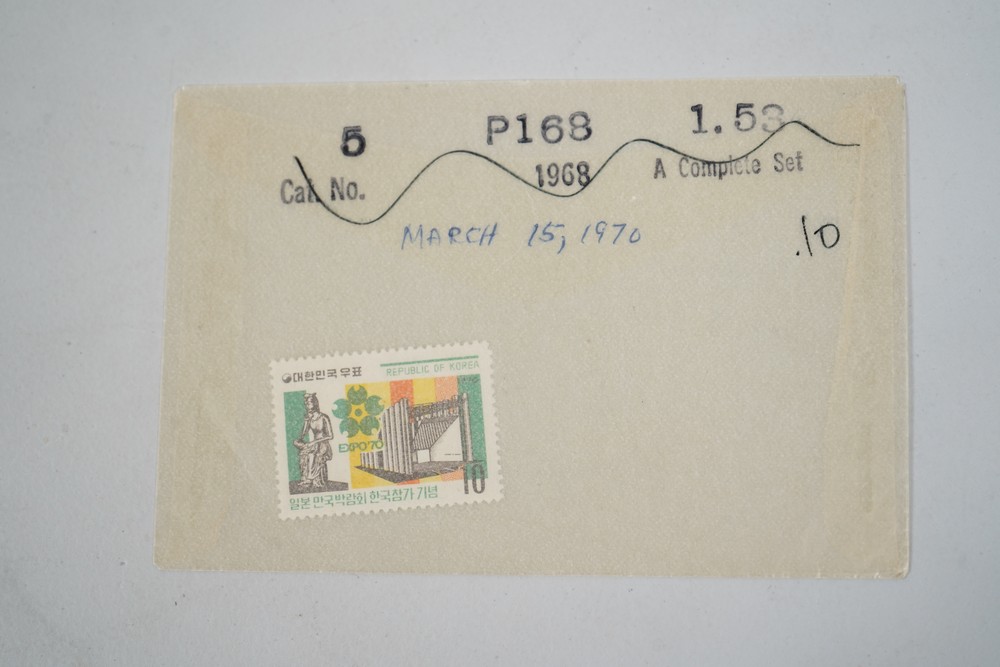 5 P168 1.53
Cat. No. 1968 A Complete Set
MARCH 15, 1970
.10
대한민국우표 REPUBLIC OF KOREA
EXPO'70
10
일본만국박람회한국참가기념